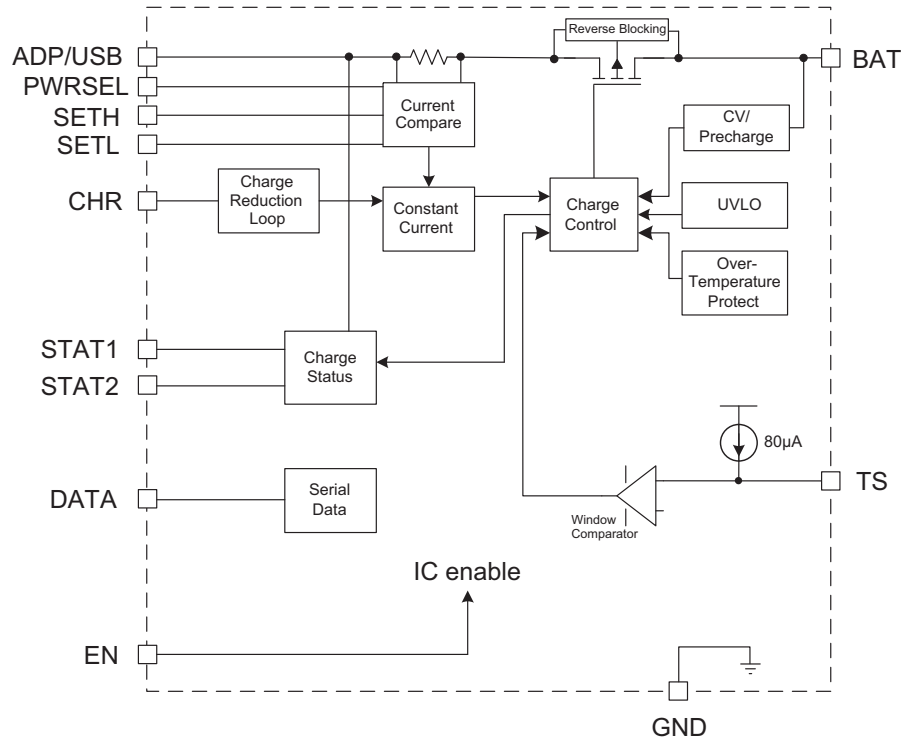 Reverse Blocking
ADP/USB
BAT
PWRSEL
SETH
SETL
Current
Compare
CV/
Precharge
CHR
Charge
Reduction
Loop
Constant
Current
Charge
Control
UVLO
Over-
Temperature
Protect
STAT1
STAT2
Charge
Status
80µA
DATA
Serial
Data
TS
Window
Comparator
IC enable
EN
GND